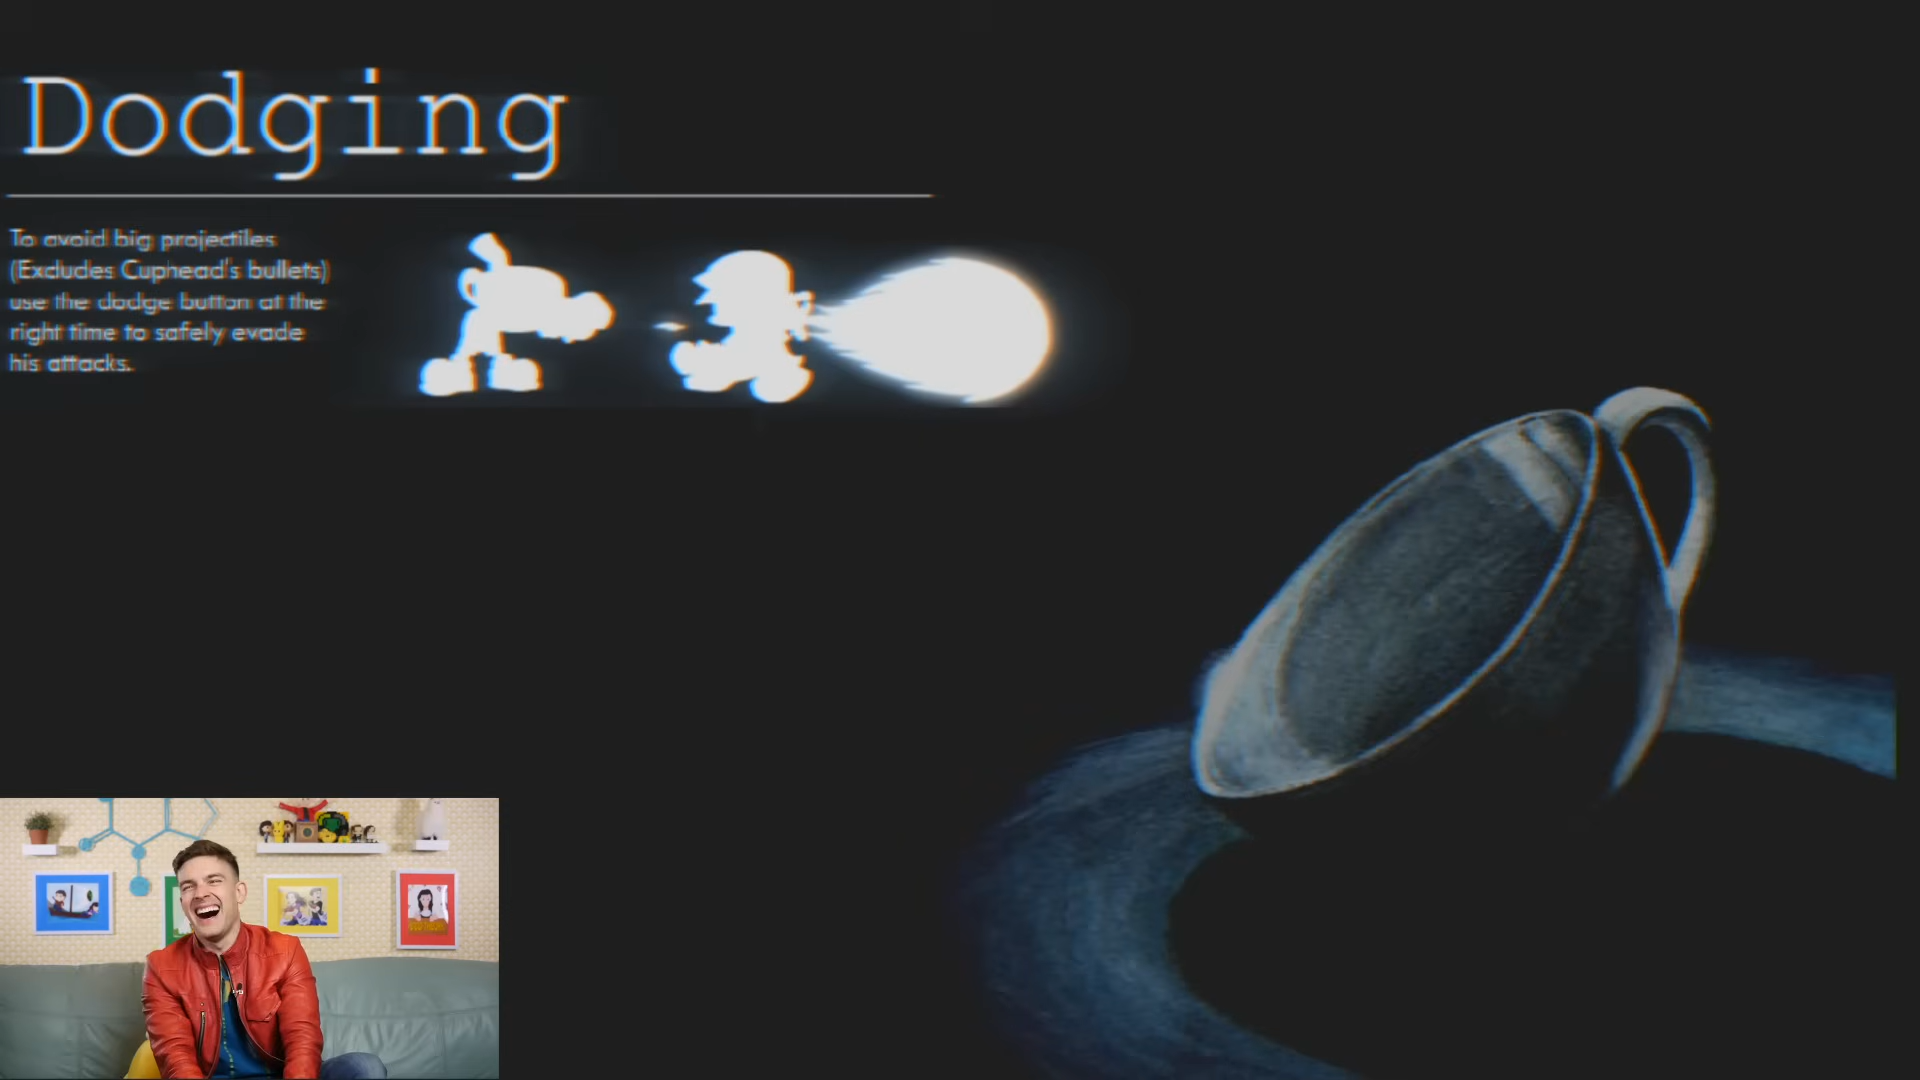 Dodging
To avoid big projectiles
(Excludes Cuphead's bullets)
use the dodge button at the
right time to safely evade
his attacks.